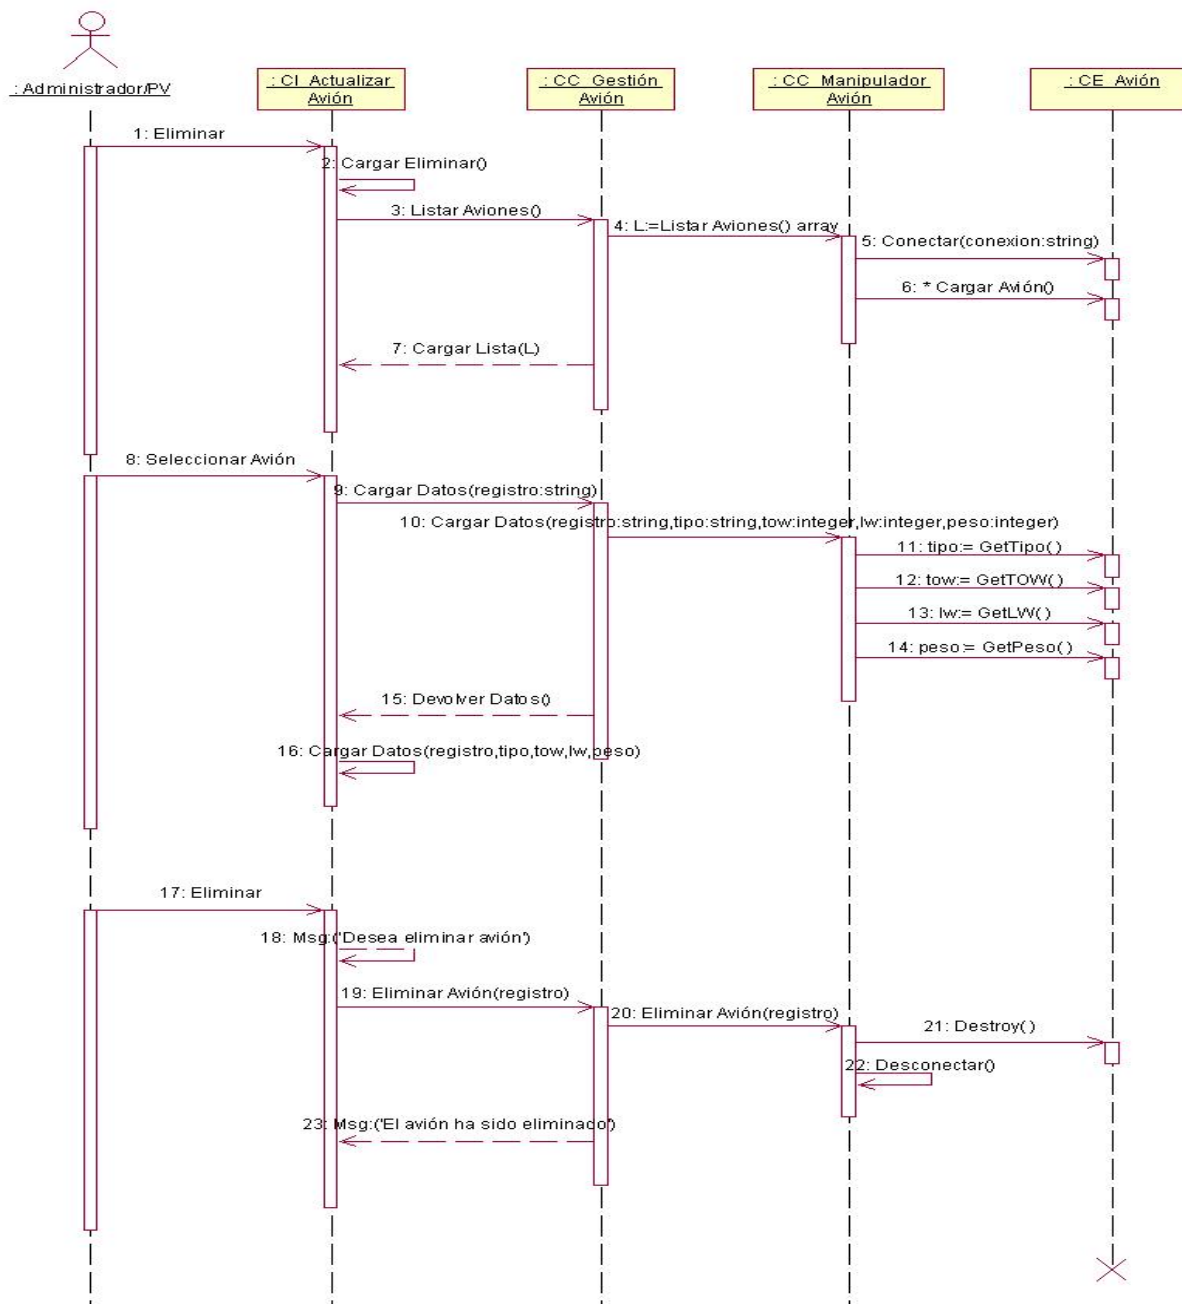 : Administrador/PV
: CI_Actualizar
Avión
: CC_Gestión
Avión
: CC_Manipulador
Avión
: CE_Avión
1: Eliminar
2: Cargar Eliminar()
3: Listar Aviones()
4: L:=Listar Aviones() array
5: Conectar(conexion:string)
6: * Cargar Avión()
7: Cargar Lista(L)
8: Seleccionar Avión
9: Cargar Datos(registro:string)
10: Cargar Datos(registro:string,tipo:string,tow:integer,lw:integer,peso:integer)
11: tipo:= GetTipo()
12: tow:= GetTOW()
13: lw:= GetLW()
14: peso:= GetPeso()
15: Devolver Datos()
16: Cargar Datos(registro,tipo,tow,lw,peso)
17: Eliminar
18: Msg:('Desea eliminar avión')
19: Eliminar Avión(registro)
20: Eliminar Avión(registro)
21: Destroy()
22: Desconectar()
23: Msg:('El avión ha sido eliminado')